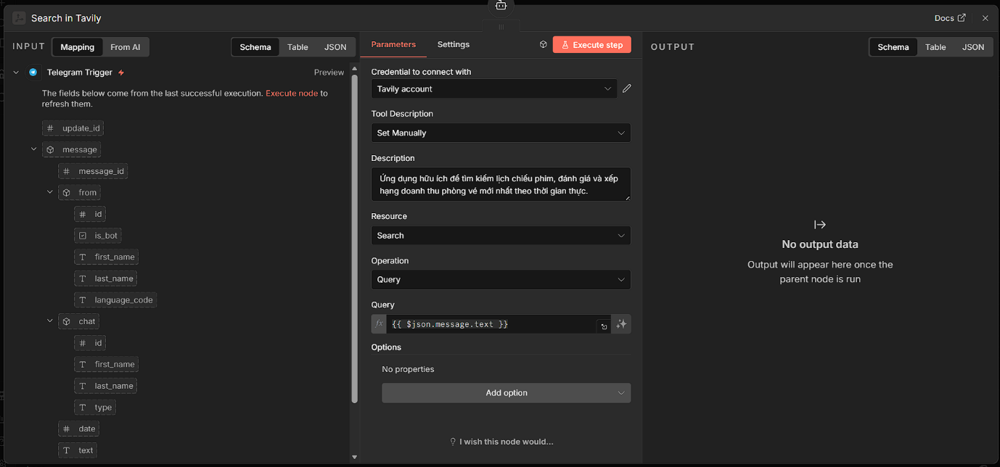 Search in Tavily
Docs
INPUT
Mapping
From AI
Schema
Table
JSON
Telegram Trigger
Preview
The fields below come from the last successful execution. Execute node to
refresh them.
# update_id
message
# message_id
from
# id
is_bot
T first_name
T last_name
T language_code
chat
# id
T first_name
T last_name
T type
# date
T text
Parameters
Settings
Execute step
Credential to connect with
Tavily account
Tool Description
Set Manually
Description
Ứng dụng hữu ích để tìm kiếm lịch chiếu phim, đánh giá và xếp
hạng doanh thu phòng vé mới nhất theo thời gian thực.
Resource
Search
Operation
Query
Query
fx {{ $json.message.text }}
Options
No properties
Add option
I wish this node would...
OUTPUT
Schema
Table
JSON
No output data
Output will appear here once the
parent node is run